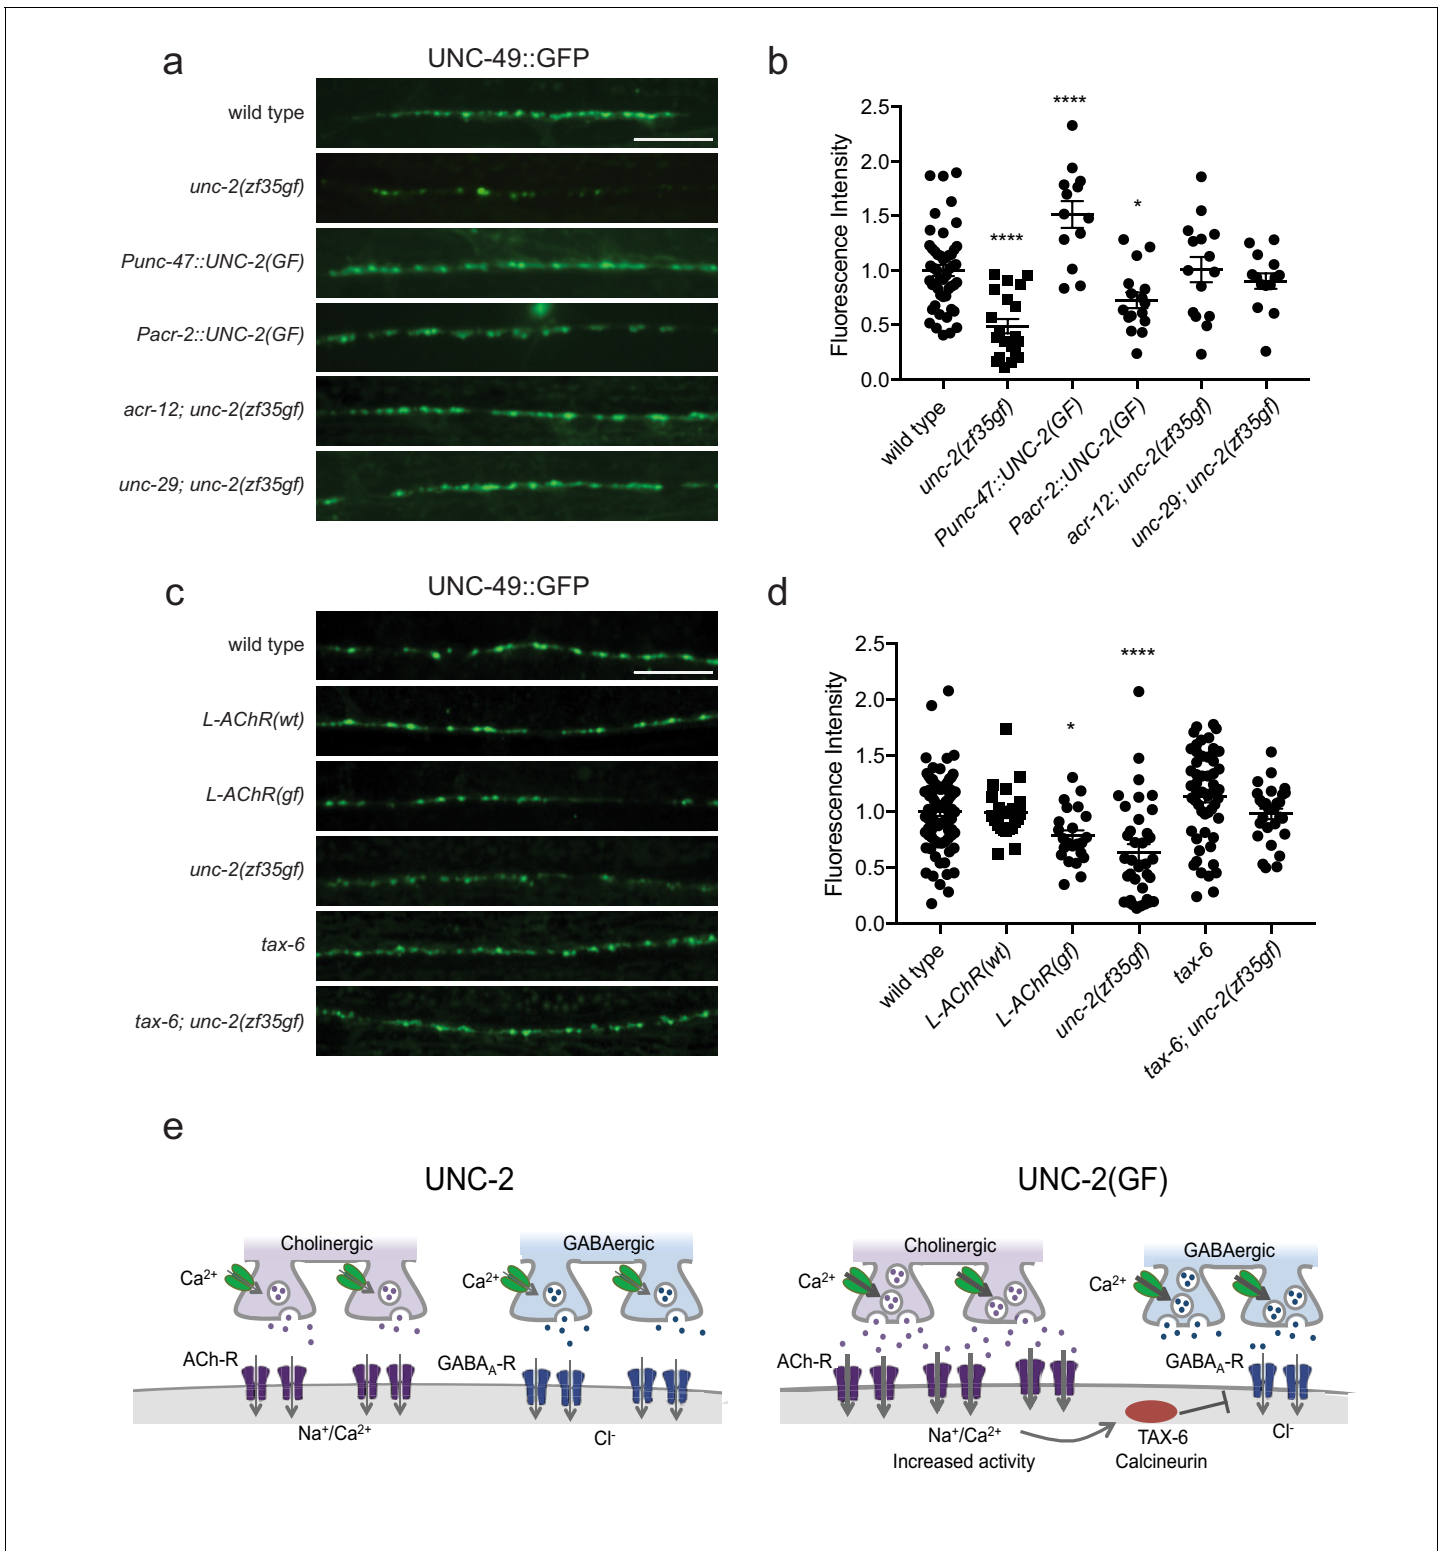 a
UNC-49::GFP
wild type
unc-2(zf35gf)
Punc-47::UNC-2(GF)
Pacr-2::UNC-2(GF)
acr-12; unc-2(zf35gf)
unc-29; unc-2(zf35gf)
b
Fluorescence Intensity
2.5
2.0
1.5
1.0
0.5
0.0
****
****
*
wild type
unc-2(zf35gf)
Punc-47::UNC-2(GF)
Pacr-2::UNC-2(GF)
acr-12; unc-2(zf35gf)
unc-29; unc-2(zf35gf)
c
UNC-49::GFP
wild type
L-AChR(wt)
L-AChR(gf)
unc-2(zf35gf)
tax-6
tax-6; unc-2(zf35gf)
d
Fluorescence Intensity
2.5
2.0
1.5
1.0
0.5
0.0
*
****
wild type
L-AChR(wt)
L-AChR(gf)
unc-2(zf35gf)
tax-6
tax-6; unc-2(zf35gf)
e
UNC-2
Cholinergic
GABAergic
Ca²⁺
Ca²⁺
ACh-R
GABA_A-R
Na⁺/Ca²⁺
Cl⁻
UNC-2(GF)
Cholinergic
GABAergic
Ca²⁺
Ca²⁺
ACh-R
GABA_A-R
Na⁺/Ca²⁺
Increased activity
TAX-6
Calcineurin
Cl⁻